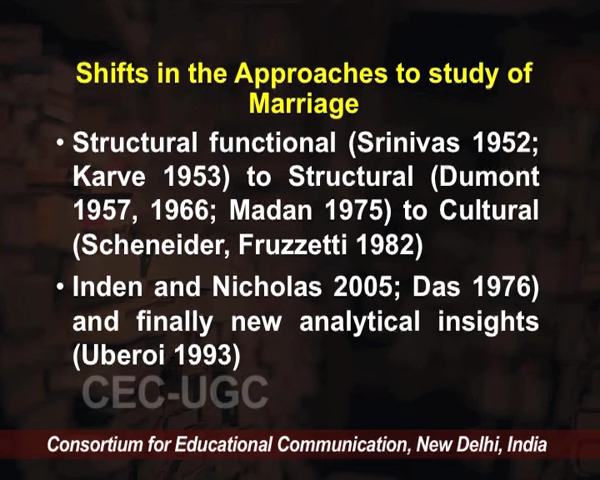 Shifts in the Approaches to study of
Marriage
• Structural functional (Srinivas 1952;
Karve 1953) to Structural (Dumont
1957, 1966; Madan 1975) to Cultural
(Scheneider, Fruzzetti 1982)
• Inden and Nicholas 2005; Das 1976)
and finally new analytical insights
(Uberoi 1993)
CEC-UGC
Consortium for Educational Communication, New Delhi, India